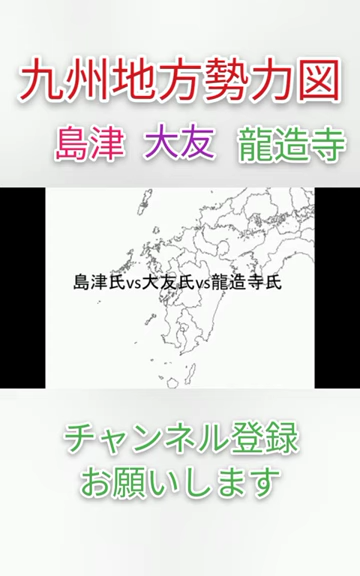 九州地方勢力図
島津 大友 龍造寺
島津氏vs大友氏vs龍造寺氏
チャンネル登録
お願いします